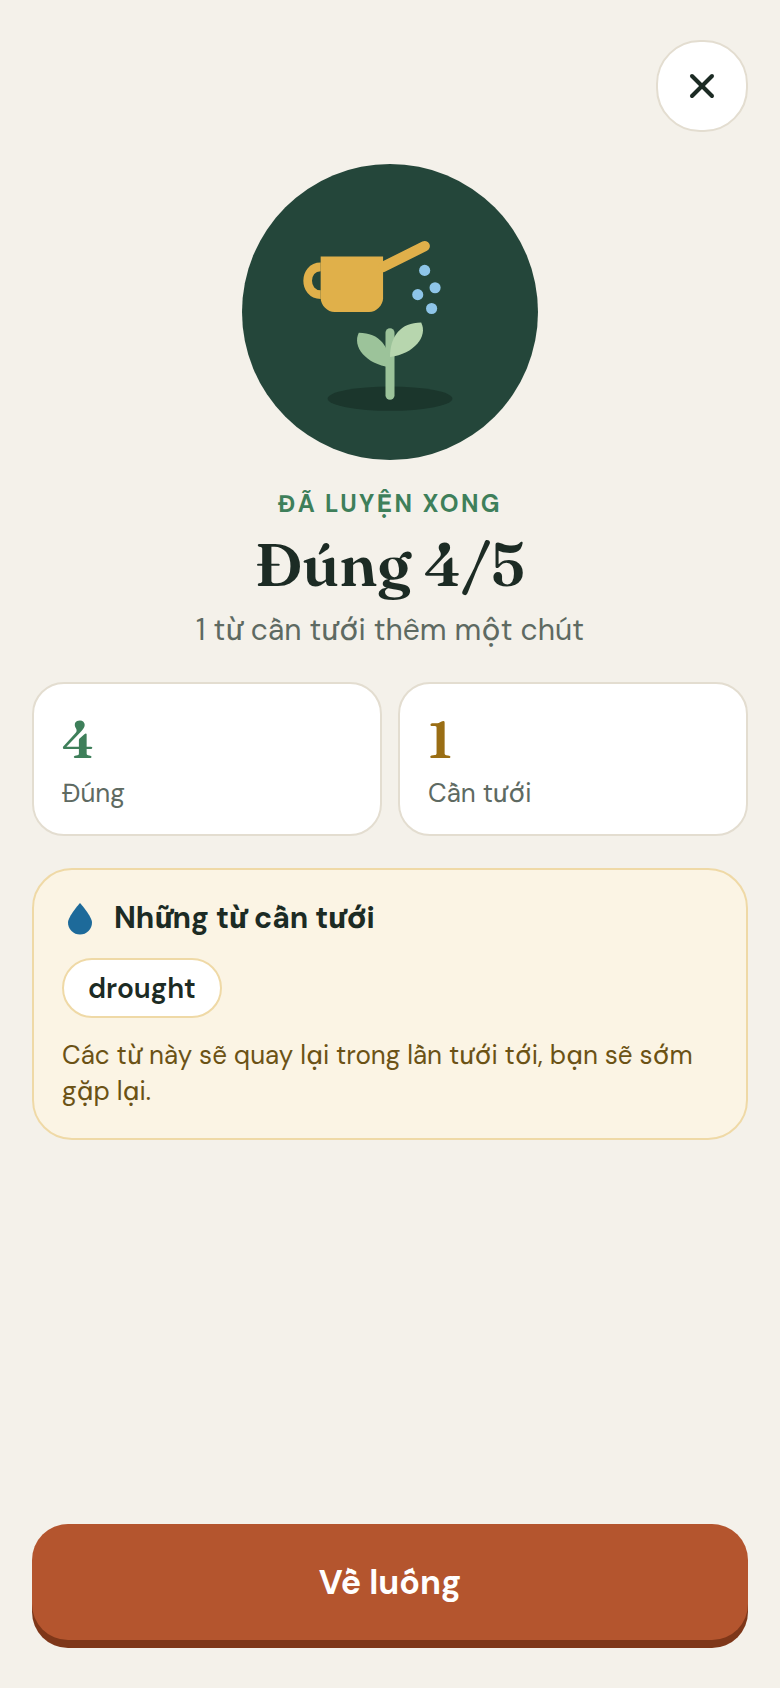 ĐÃ LUYỆN XONG
Đúng 4/5
1 từ cần tưới thêm một chút
4
Đúng
1
Cần tưới
Những từ cần tưới
drought
Các từ này sẽ quay lại trong lần tưới tới, bạn sẽ sớm
gặp lại.
Về luống